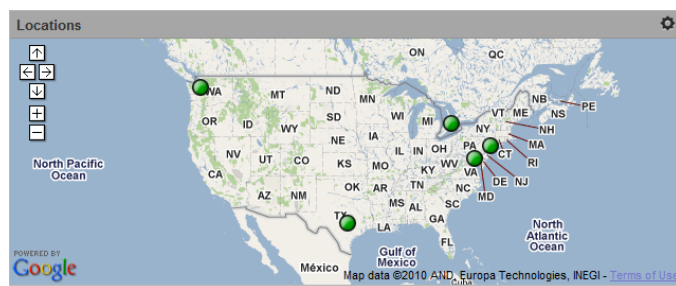 Locations
ON
QC
WA
MT
ND
MN
NB
PE
OR
ID
SD
WI
MI
VT
ME
NS
WY
NY
NH
NE
IA
MA
NV
UT
CO
IL
IN
OH
PA
CT
RI
North Pacific
Ocean
CA
KS
MO
KY
WV
VA
DE
NJ
AZ
NM
OK
AR
TN
NC
MD
MS
AL
SC
TX
LA
GA
North
Atlantic
Ocean
FL
POWERED BY
Google
México
Gulf of
Mexico
Cuba
Map data ©2010 AND, Europa Technologies, INEGI - Terms of Use